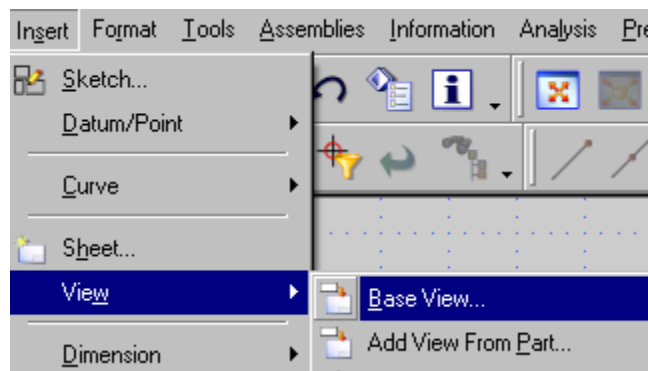 Insert Format Tools Assemblies Information Analysis Pre
Sketch...
Datum/Point
Curve
Sheet...
View
Base View...
Add View From Part...
Dimension